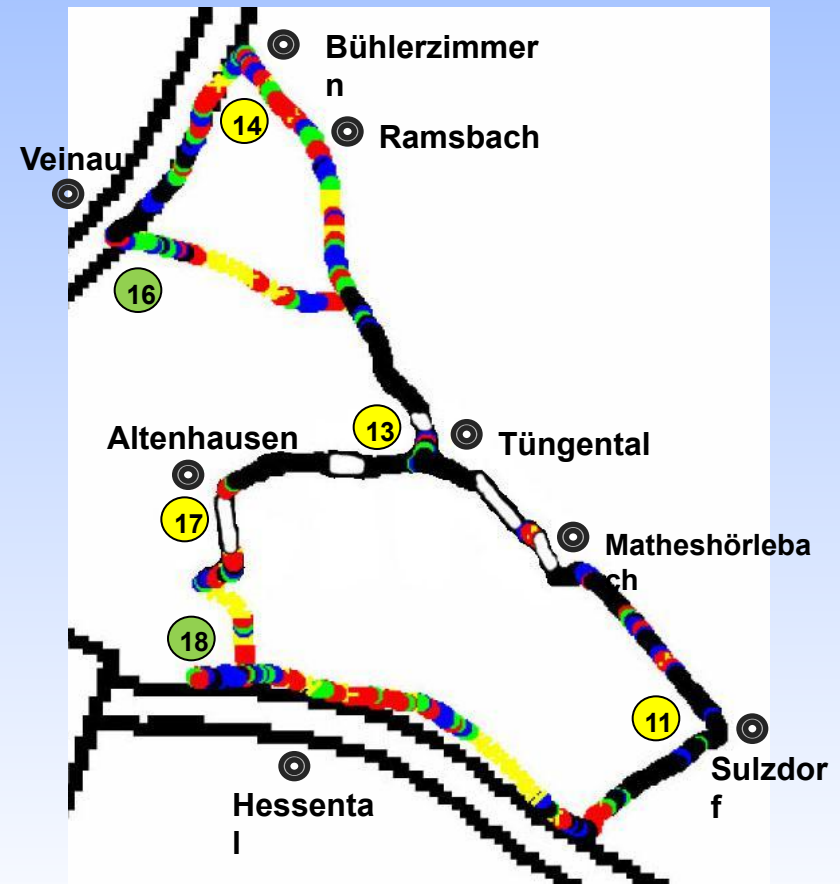 Bühlerzimmer
n
14
Ramsbach
Veinau
16
13
Altenhausen
Tüngental
17
Matheshörleba
ch
18
11
Sulzdor
f
Hessenta
l